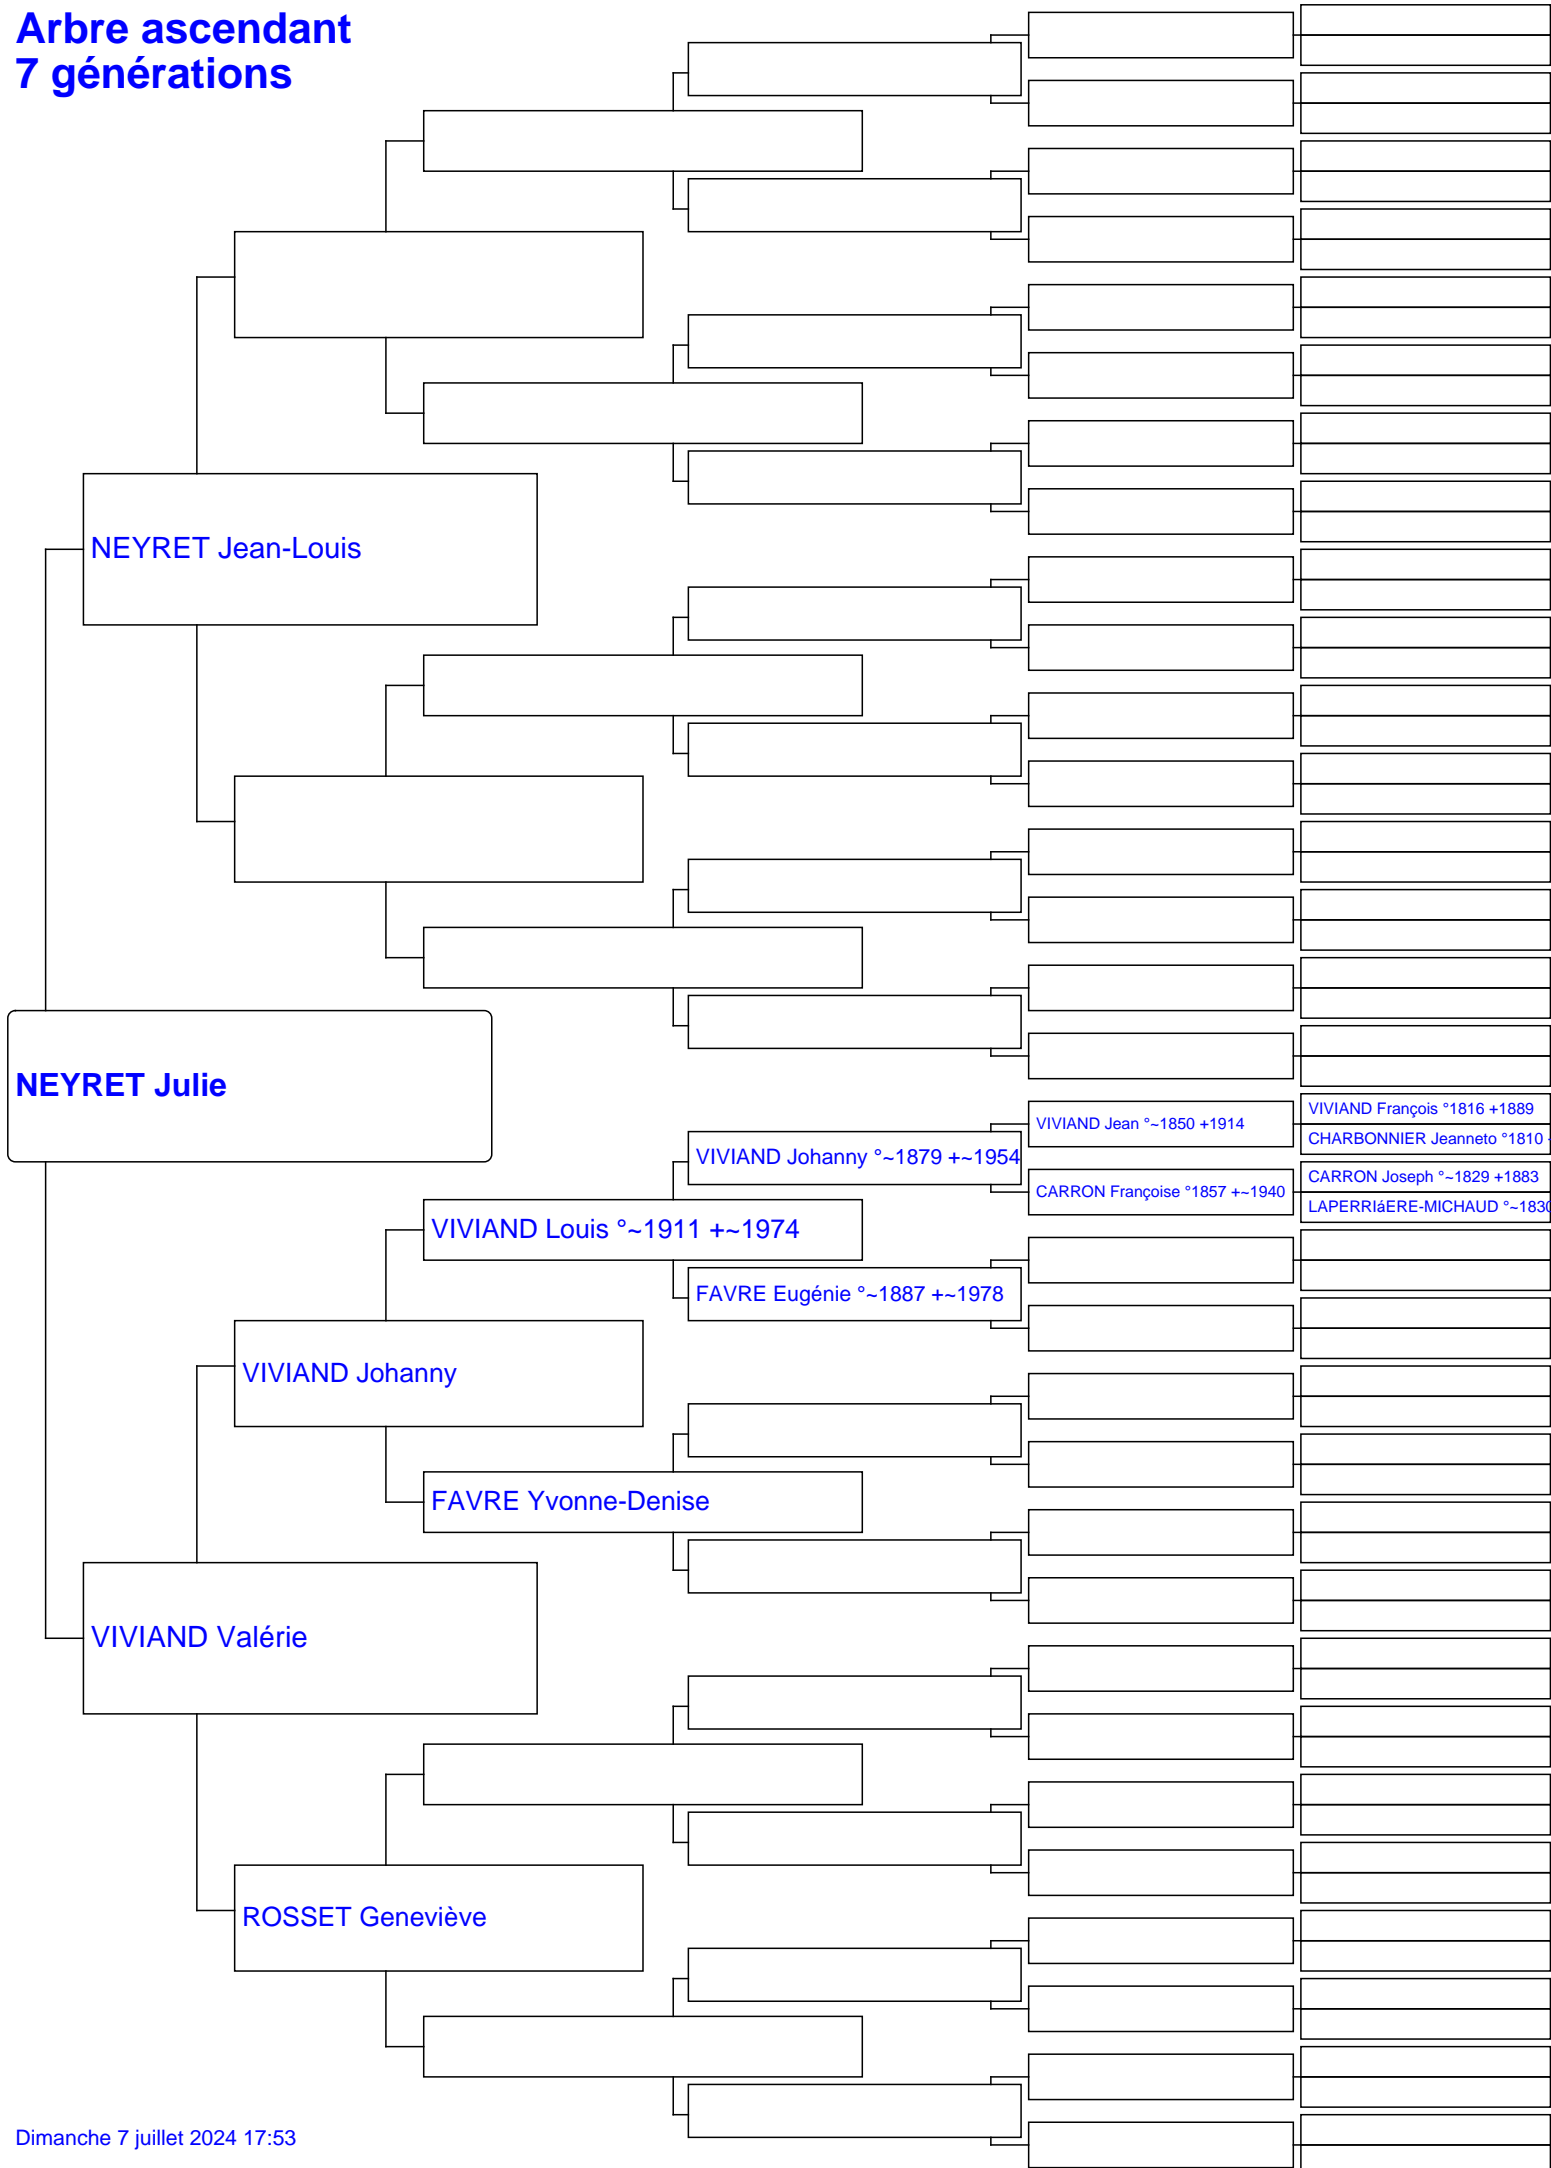 Arbre ascendant
7 générations
NEYRET Jean-Louis
NEYRET Julie
VIVIAND François °1816 +1889
VIVIAND Jean °~1850 +1914
CHARBONNIER Jeanneto °1810
VIVIAND Johanny °~1879 +~1954
CARRON Joseph °~1829 +1883
CARRON Françoise °1857 +~1940
LAPERRIáERE-MICHAUD °~1830
VIVIAND Louis °~1911 +~1974
FAVRE Eugénie °~1887 +~1978
VIVIAND Johanny
FAVRE Yvonne-Denise
VIVIAND Valérie
ROSSET Geneviève
Dimanche 7 juillet 2024 17:53